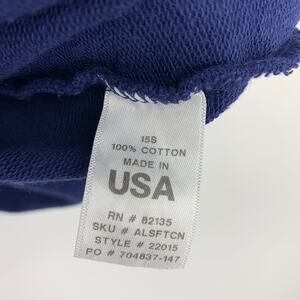 15S
100% COTTON
MADE IN
USA
RN # 82135
SKU # ALSFTCN
STYLE # 22015
PO # 704837-147